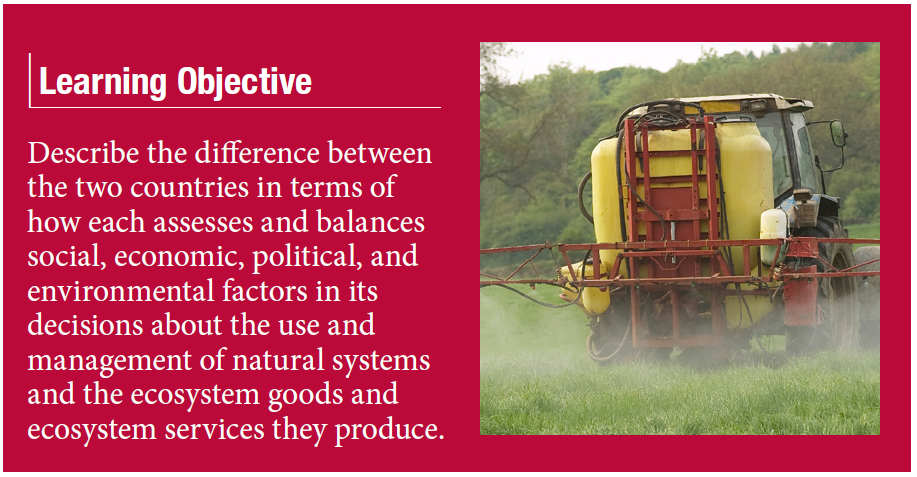 Learning Objective
Describe the difference between
the two countries in terms of
how each assesses and balances
social, economic, political, and
environmental factors in its
decisions about the use and
management of natural systems
and the ecosystem goods and
ecosystem services they produce.